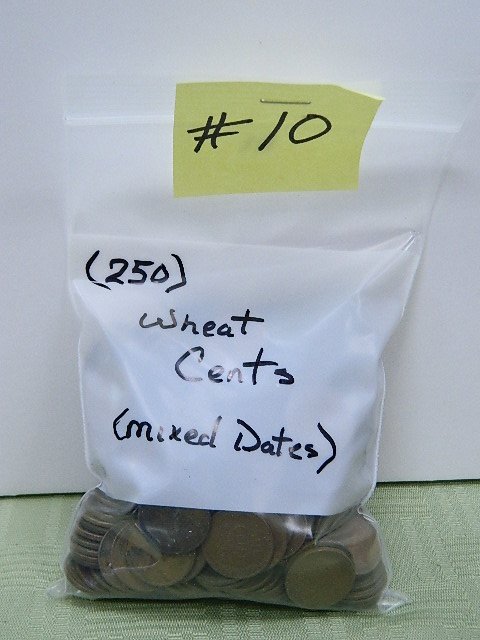 #10
(250)
Wheat
Cents
(Mixed Dates)